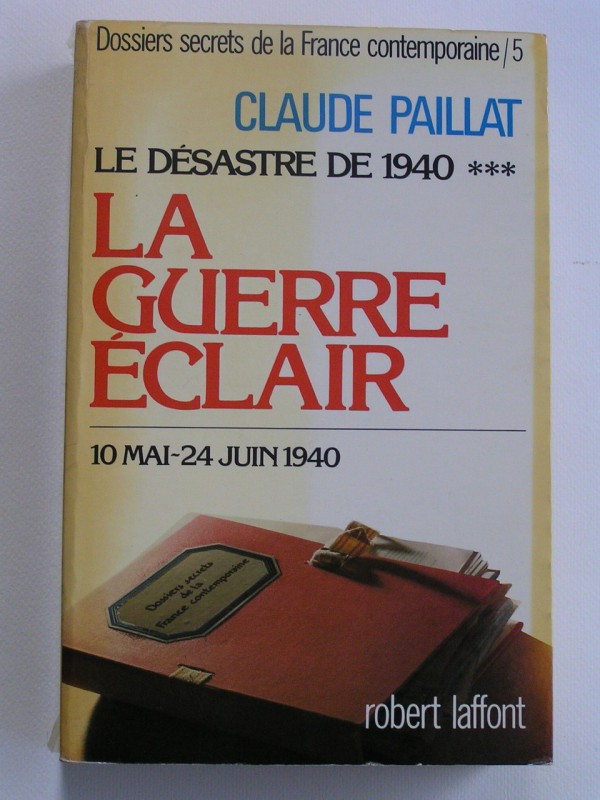 Dossiers secrets de la France contemporaine/5
CLAUDE PAILLAT
LE DÉSASTRE DE 1940 ***
LA
GUERRE
ÉCLAIR
10 MAI-24 JUIN 1940
Dossiers secrets
de la
France contemporaine
robert laffont